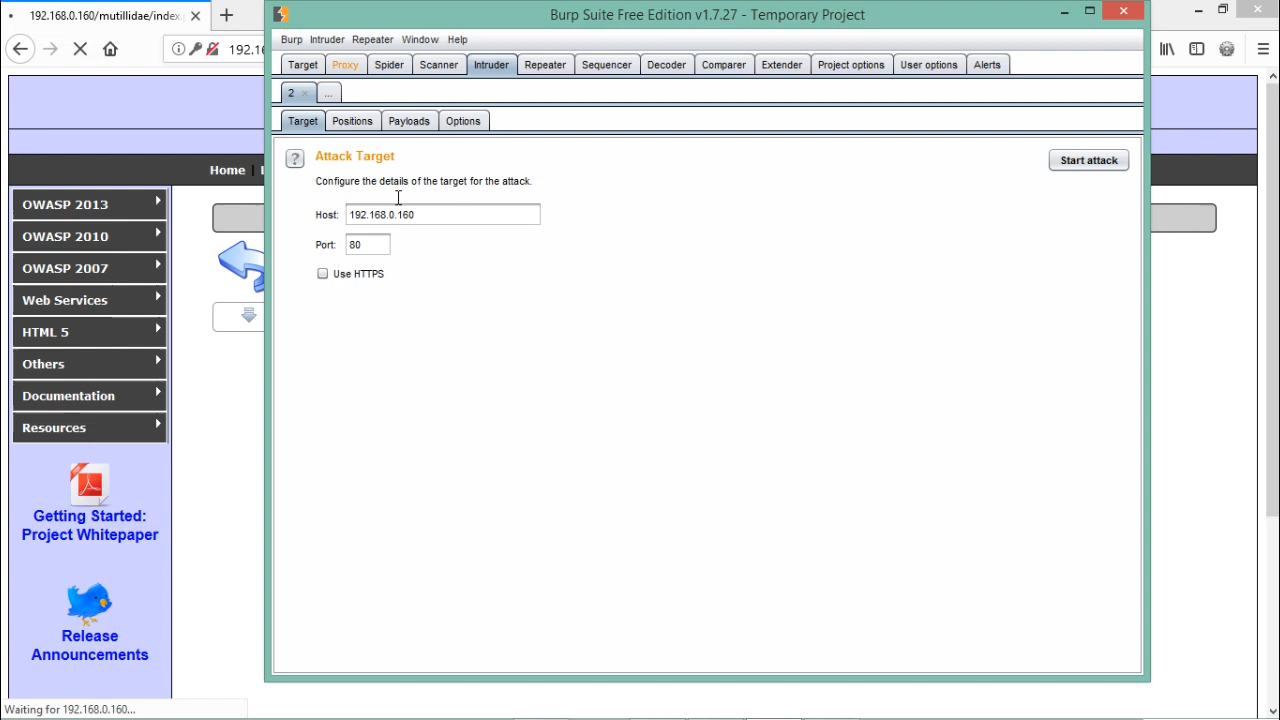 192.168.0.160/mutillidae/index.
Burp Suite Free Edition v1.7.27 - Temporary Project
192.16
Burp Intruder Repeater Window Help
Target Proxy Spider Scanner Intruder Repeater Sequencer Decoder Comparer Extender Project options User options Alerts
2 × ...
Target Positions Payloads Options
? Attack Target
Start attack
Configure the details of the target for the attack.
Host: 192.168.0.160
Port: 80
Use HTTPS
Home
OWASP 2013
OWASP 2010
OWASP 2007
Web Services
HTML 5
Others
Documentation
Resources
Getting Started:
Project Whitepaper
Release
Announcements
Waiting for 192.168.0.160...